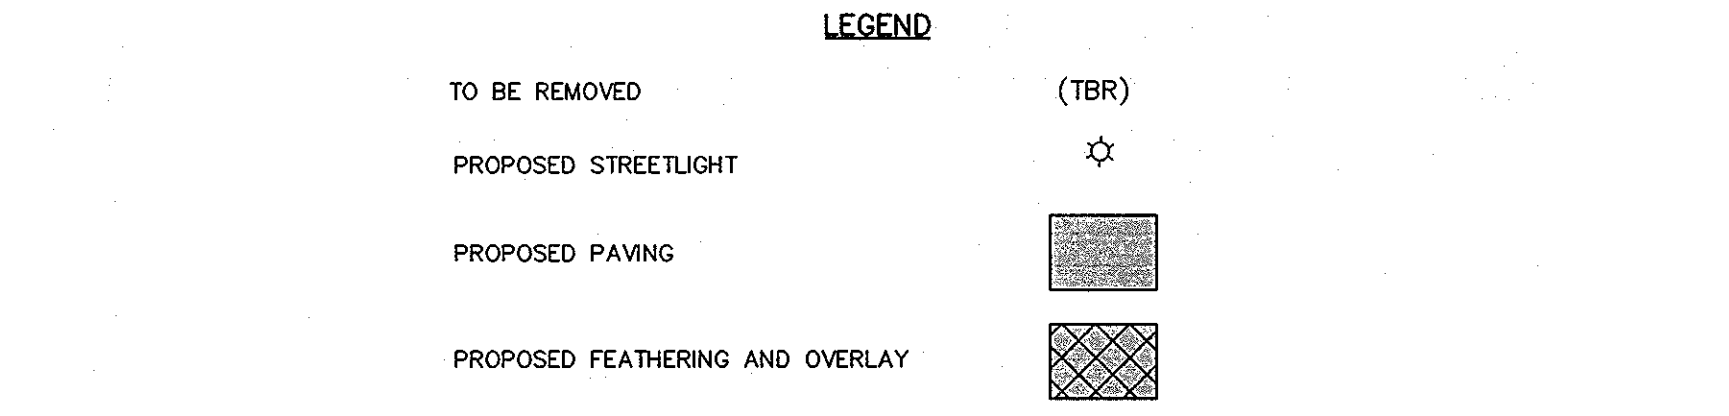 LEGEND
TO BE REMOVED (TBR)
PROPOSED STREETLIGHT
PROPOSED PAVING
PROPOSED FEATHERING AND OVERLAY